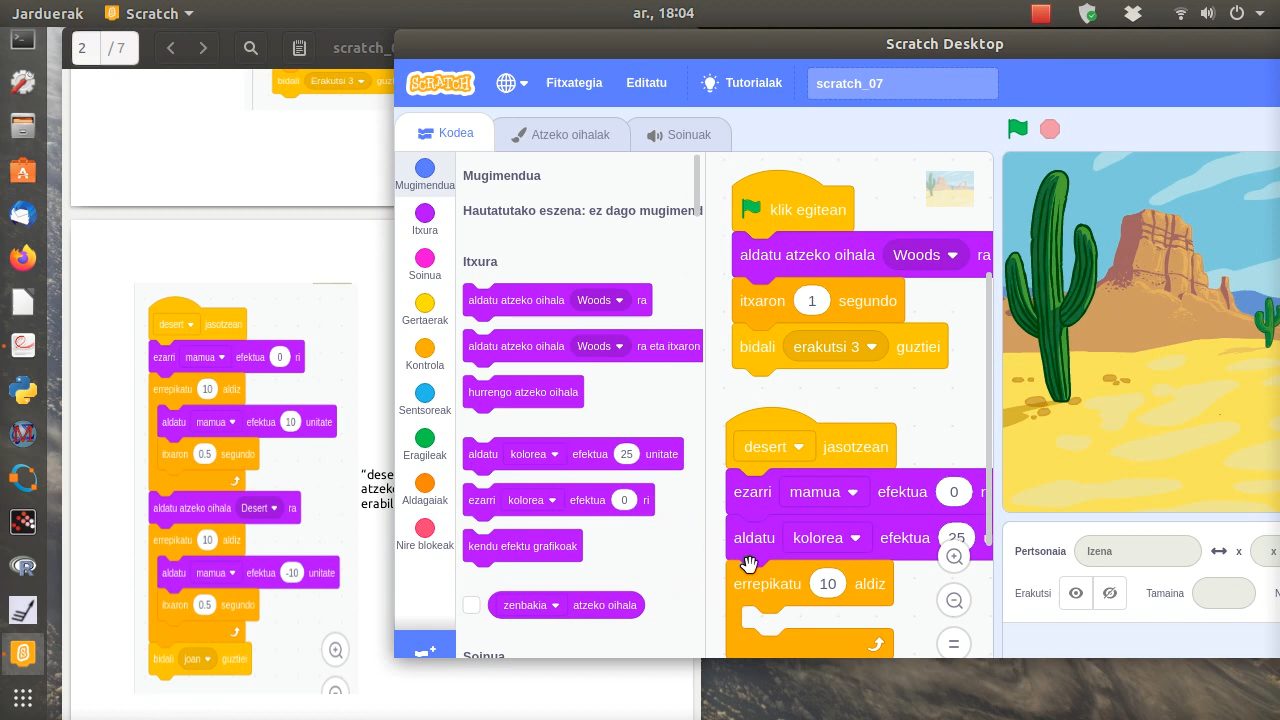 Jarduerak
Scratch
ar., 18:04
2
/ 7
Scratch Desktop
SCRATCH
Fitxategia
Editatu
Tutorialak
scratch_07
Kodea
Atzeko oihalak
Soinuak
bidali Erakutsi 3
desert jasotzean
ezarri mamua efektua 0 ri
errepikatu 10 aldiz
aldatu mamua efektua 10 unitate
itxaron 0.5 segundo
aldatu atzeko oihala Desert ra
errepikatu 10 aldiz
aldatu mamua efektua -10 unitate
itxaron 0.5 segundo
bidali joan guztiei
Mugimendua
Itxura
Soinua
Gertaerak
Kontrola
Sentsoreak
Eragileak
Aldagaiak
Nire blokeak
Mugimendua
Hautatutako eszena: ez dago
Itxura
aldatu atzeko oihala Woods ra
aldatu atzeko oihala Woods ra eta itxaron
hurrengo atzeko oihala
aldatu kolorea efektua 25 unitate
ezarri kolorea efektua 0 ri
kendu efektu grafikoak
zenbakia atzeko oihala
Soinua
klik egitean
aldatu atzeko oihala Woods ra
itxaron 1 segundo
bidali erakutsi 3 guztiei
desert jasotzean
ezarri mamua efektua 0
aldatu kolorea efektua 25
errepikatu 10 aldiz
Pertsonaia
Izena
x
x
Erakutsi
Tamaina